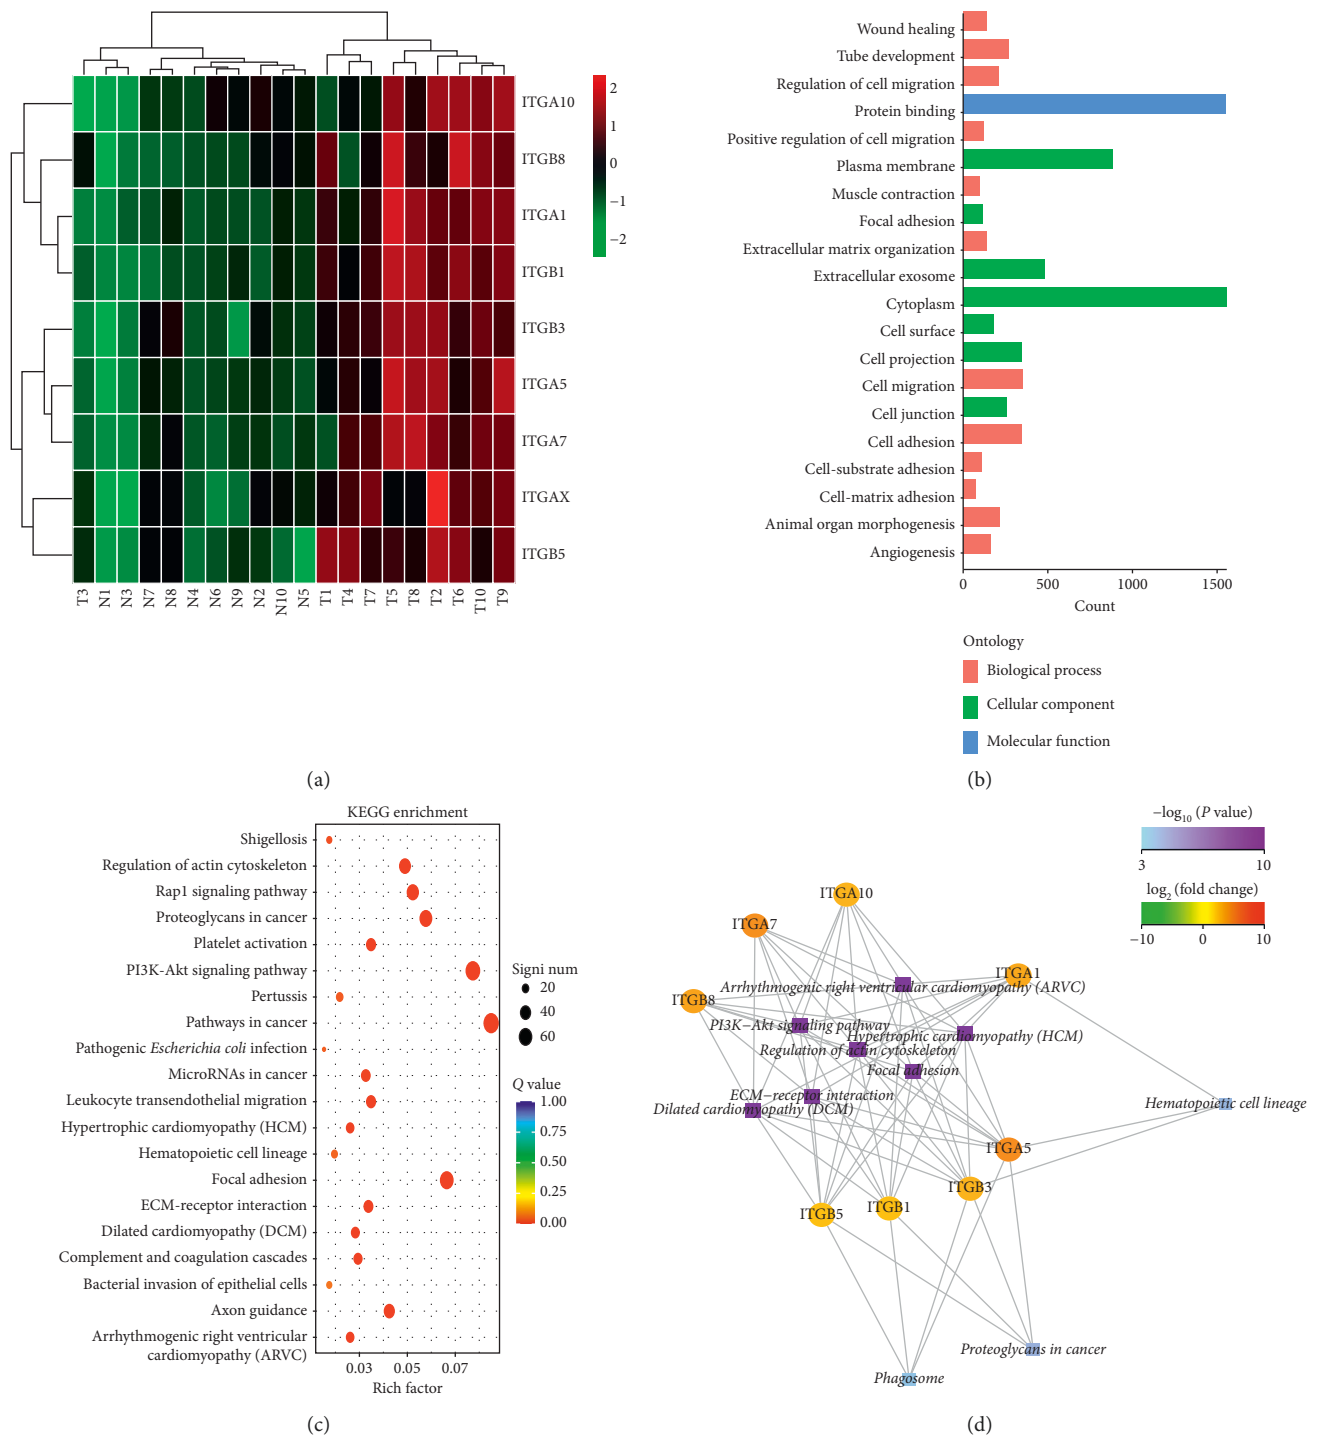 2
1
0
−1
−2
ITGA10
ITGB8
ITGA1
ITGB1
ITGB3
ITGA5
ITGA7
ITGAX
ITGB5
T3 N1 N3 N7 N8 N4 N6 N9 N2 N10 N5 T1 T4 T7 T5 T8 T2 T6 T10 T9
(a)
Wound healing
Tube development
Regulation of cell migration
Protein binding
Positive regulation of cell migration
Plasma membrane
Muscle contraction
Focal adhesion
Extracellular matrix organization
Extracellular exosome
Cytoplasm
Cell surface
Cell projection
Cell migration
Cell junction
Cell adhesion
Cell-substrate adhesion
Cell-matrix adhesion
Animal organ morphogenesis
Angiogenesis
0 500 1000 1500
Count
Ontology
Biological process
Cellular component
Molecular function
(b)
KEGG enrichment
Shigellosis
Regulation of actin cytoskeleton
Rap1 signaling pathway
Proteoglycans in cancer
Platelet activation
PI3K-Akt signaling pathway
Pertussis
Pathways in cancer
Pathogenic Escherichia coli infection
MicroRNAs in cancer
Leukocyte transendothelial migration
Hypertrophic cardiomyopathy (HCM)
Hematopoietic cell lineage
Focal adhesion
ECM-receptor interaction
Dilated cardiomyopathy (DCM)
Complement and coagulation cascades
Bacterial invasion of epithelial cells
Axon guidance
Arrhythmogenic right ventricular
cardiomyopathy (ARVC)
0.03 0.05 0.07
Rich factor
Signi num
20
40
60
Q value
1.00
0.75
0.50
0.25
0.00
(c)
−log10 (P value)
3 10
log2 (fold change)
−10 0 10
ITGA10
ITGA7
ITGA1
Arrhythmogenic right ventricular cardiomyopathy (ARVC)
ITGB8
PI3K−Akt signaling pathway
Hypertrophic cardiomyopathy (HCM)
Regulation of actin cytoskeleton
Focal adhesion
ECM−receptor interaction
Dilated cardiomyopathy (DCM)
Hematopoietic cell lineage
ITGA5
ITGB3
ITGB1
ITGB5
Proteoglycans in cancer
Phagosome
(d)